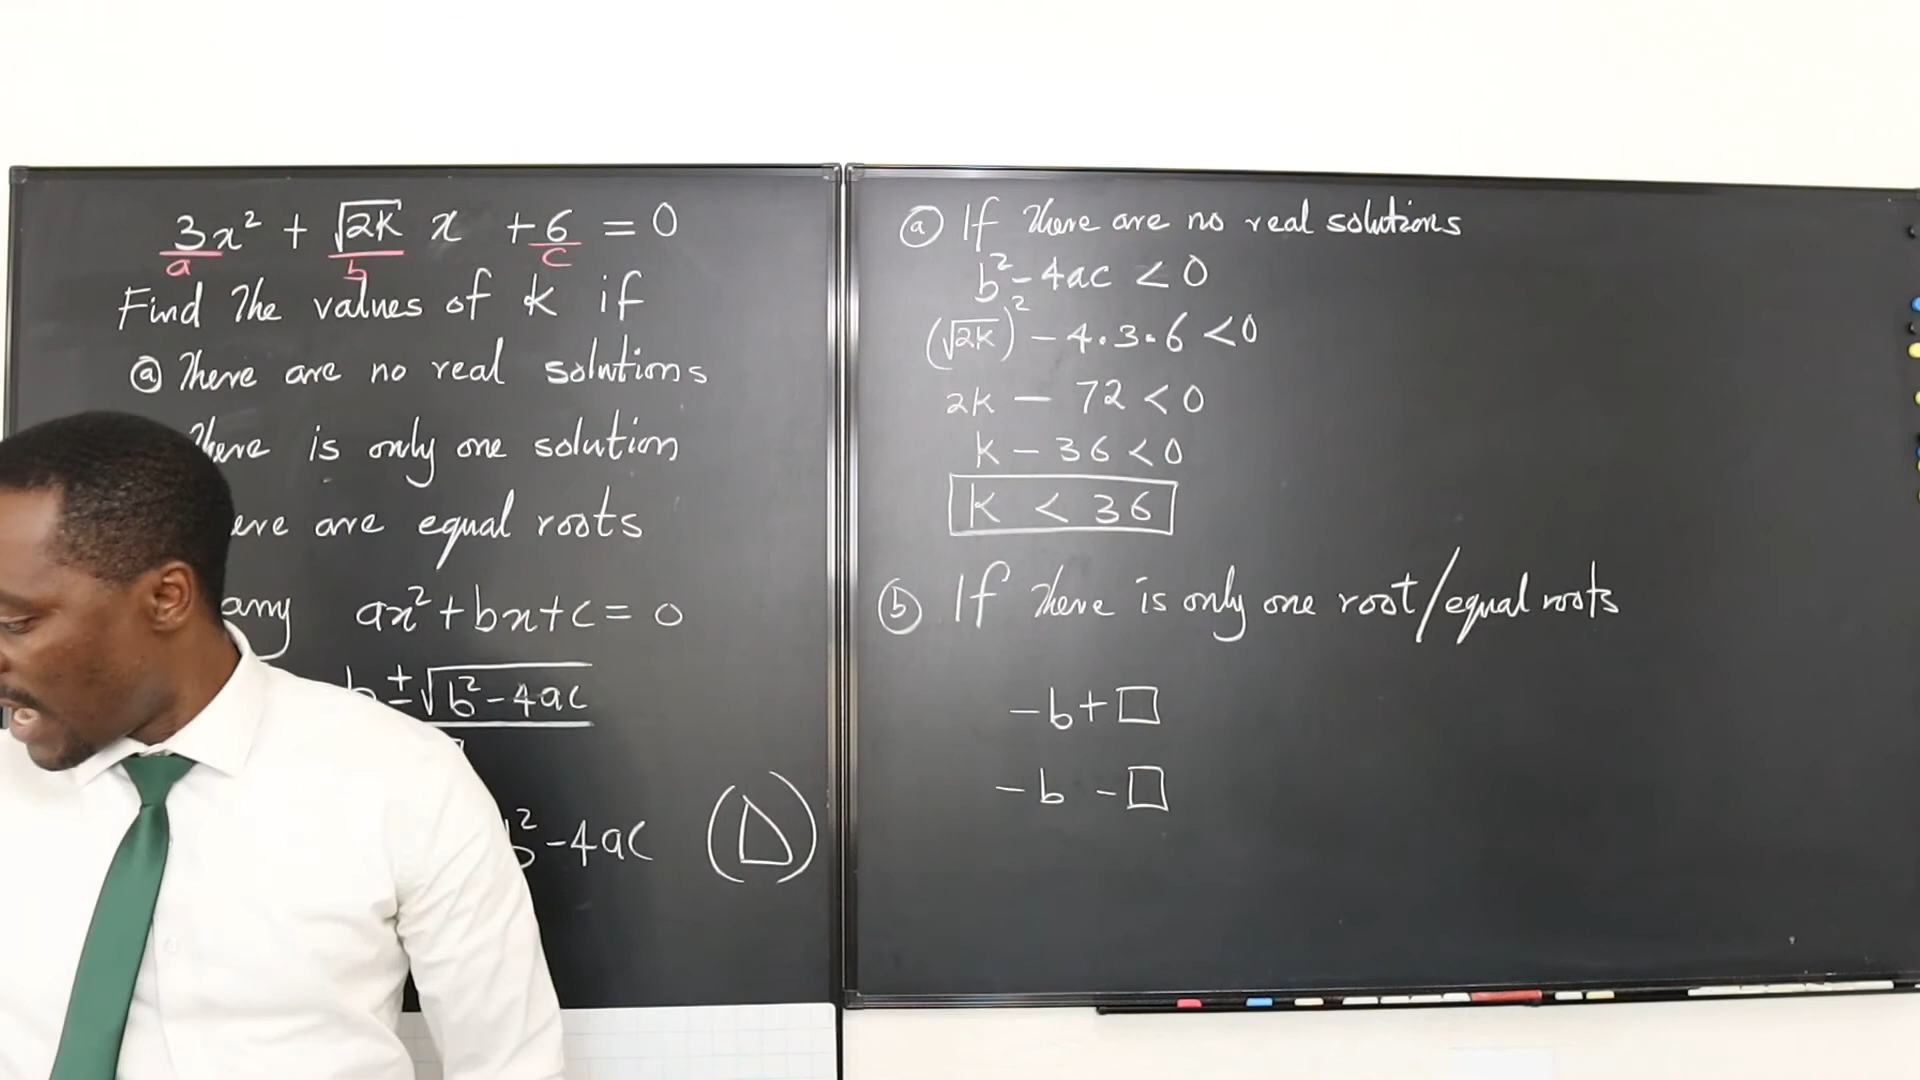 3x² + √2k x + 6 = 0
a b c
Find the values of k if
ⓐ There are no real solutions
There is only one solution
are equal roots
any ax² + bx + c = 0
b ± √b² - 4ac
b² - 4ac (△)
ⓐ If there are no real solutions
b² - 4ac < 0
(√2k)² - 4·3·6 < 0
2k - 72 < 0
k - 36 < 0
k < 36
ⓑ If there is only one root/equal roots
-b + □
-b - □